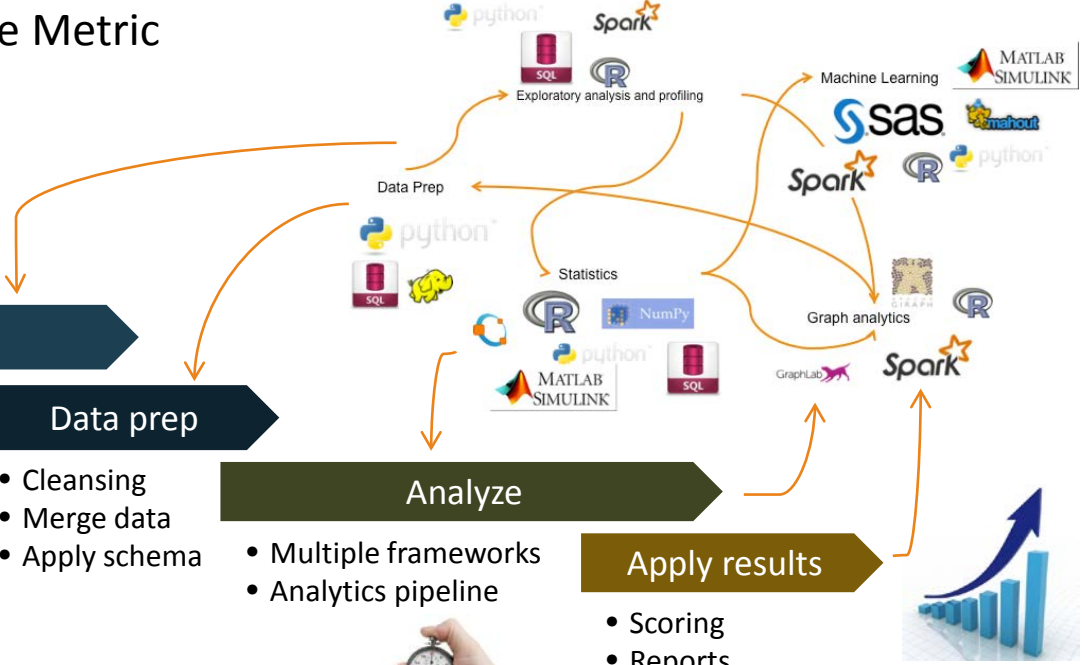 e Metric
python
Spark
SQL
R
Exploratory analysis and profiling
Machine Learning
MATLAB
SIMULINK
sas
mahout
Spark
R
python
Data Prep
python
SQL
Statistics
R
NumPy
python
SQL
MATLAB
SIMULINK
GIRAPH
R
Graph analytics
GraphLab
Spark
Data prep
• Cleansing
• Merge data
• Apply schema
Analyze
• Multiple frameworks
• Analytics pipeline
Apply results
• Scoring
• Reports